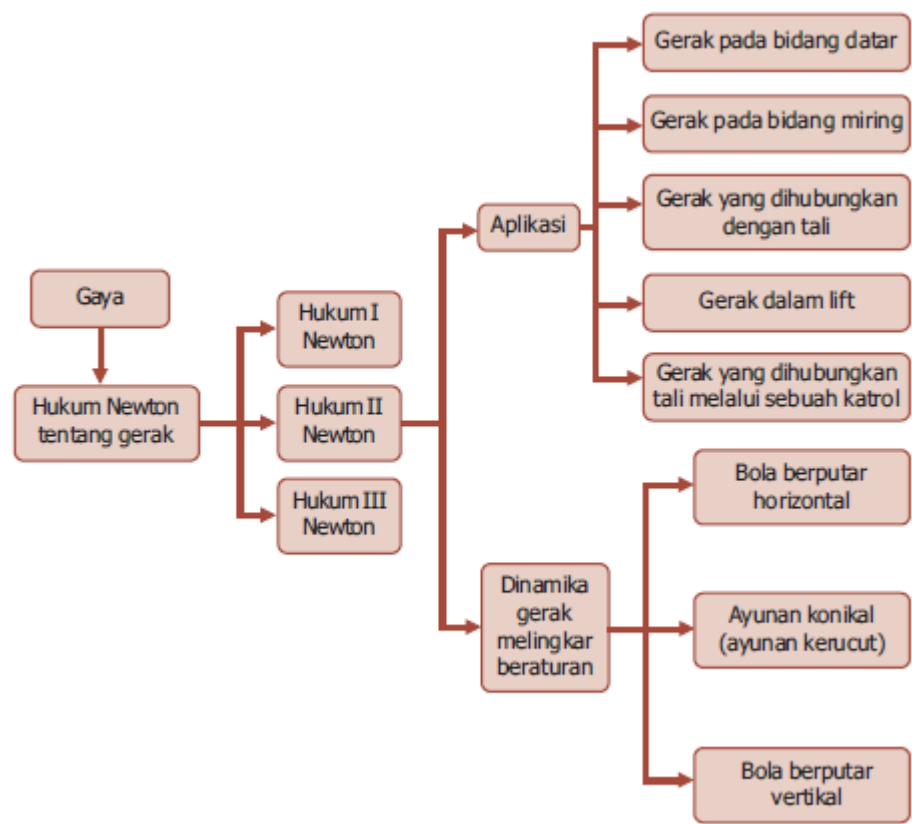 Gaya
Hukum Newton
tentang gerak
Hukum I
Newton
Hukum II
Newton
Hukum III
Newton
Aplikasi
Gerak pada bidang datar
Gerak pada bidang miring
Gerak yang dihubungkan
dengan tali
Gerak dalam lift
Gerak yang dihubungkan
tali melalui sebuah katrol
Dinamika
gerak
melingkar
beraturan
Bola berputar
horizontal
Ayunan konikal
(ayunan kerucut)
Bola berputar
vertikal